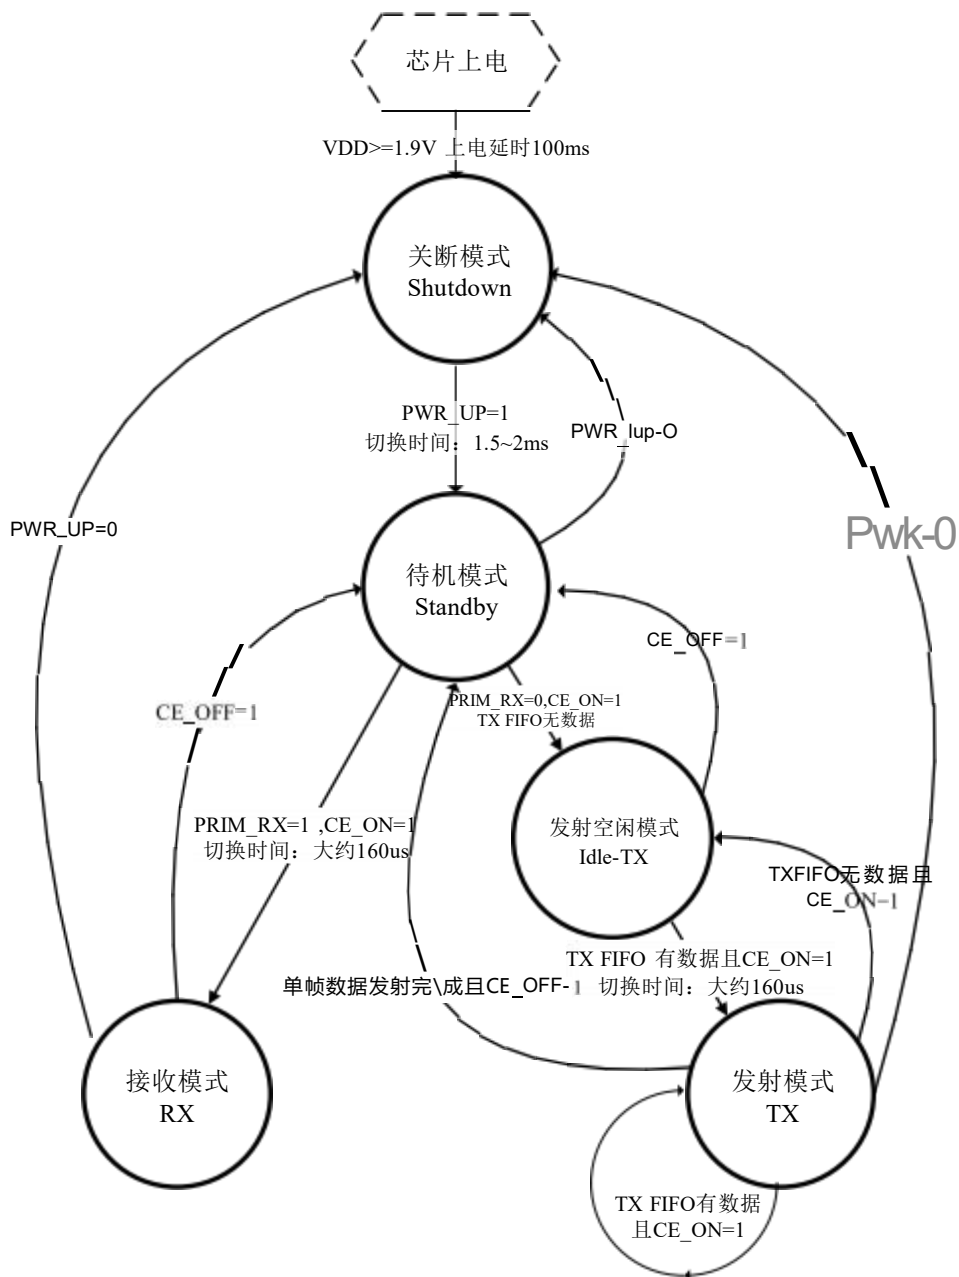 芯片上电
VDD>=1.9V 上电延时100ms
关断模式
Shutdown
PWR_UP=1
切换时间：1.5~2ms
PWR_lup-O
PWR_UP=0
Pwk-0
待机模式
Standby
CE_OFF=1
CE_OFF=1
PRIM_RX=0,CE_ON=1
TX FIFO无数据
PRIM_RX=1 ,CE_ON=1
切换时间：大约160us
发射空闲模式
Idle-TX
TXFIFO无数据且
CE_ON-1
TX FIFO 有数据且CE_ON=1
切换时间：大约160us
单帧数据发射完\成且CE_OFF-1
接收模式
RX
发射模式
TX
TX FIFO有数据
且CE_ON=1